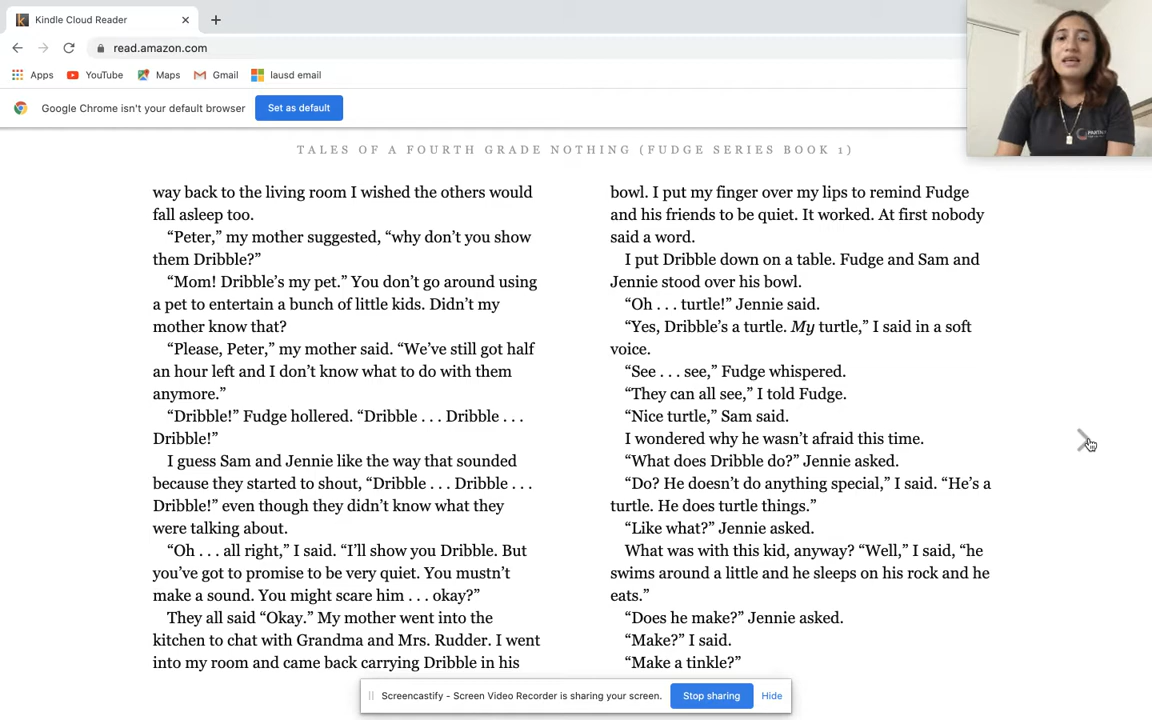 Kindle Cloud Reader
read.amazon.com
Apps
YouTube
Maps
Gmail
lausd email
Google Chrome isn't your default browser
Set as default
TALES OF A FOURTH GRADE NOTHING (FUDGE SERIES BOOK 1)
way back to the living room I wished the others would
fall asleep too.
“Peter,” my mother suggested, “why don’t you show
them Dribble?”
“Mom! Dribble’s my pet.” You don’t go around using
a pet to entertain a bunch of little kids. Didn’t my
mother know that?
“Please, Peter,” my mother said. “We’ve still got half
an hour left and I don’t know what to do with them
anymore.”
“Dribble!” Fudge hollered. “Dribble . . . Dribble . . .
Dribble!”
I guess Sam and Jennie like the way that sounded
because they started to shout, “Dribble . . . Dribble . . .
Dribble!” even though they didn’t know what they
were talking about.
“Oh . . . all right,” I said. “I’ll show you Dribble. But
you’ve got to promise to be very quiet. You mustn’t
make a sound. You might scare him . . . okay?”
They all said “Okay.” My mother went into the
kitchen to chat with Grandma and Mrs. Rudder. I went
into my room and came back carrying Dribble in his
bowl. I put my finger over my lips to remind Fudge
and his friends to be quiet. It worked. At first nobody
said a word.
I put Dribble down on a table. Fudge and Sam and
Jennie stood over his bowl.
“Oh . . . turtle!” Jennie said.
“Yes, Dribble’s a turtle. My turtle,” I said in a soft
voice.
“See . . . see,” Fudge whispered.
“They can all see,” I told Fudge.
“Nice turtle,” Sam said.
I wondered why he wasn’t afraid this time.
“What does Dribble do?” Jennie asked.
“Do? He doesn’t do anything special,” I said. “He’s a
turtle. He does turtle things.”
“Like what?” Jennie asked.
What was with this kid, anyway? “Well,” I said, “he
swims around a little and he sleeps on his rock and he
eats.”
“Does he make?” Jennie asked.
“Make?” I said.
“Make a tinkle?”
Screencastify - Screen Video Recorder is sharing your screen.
Stop sharing
Hide